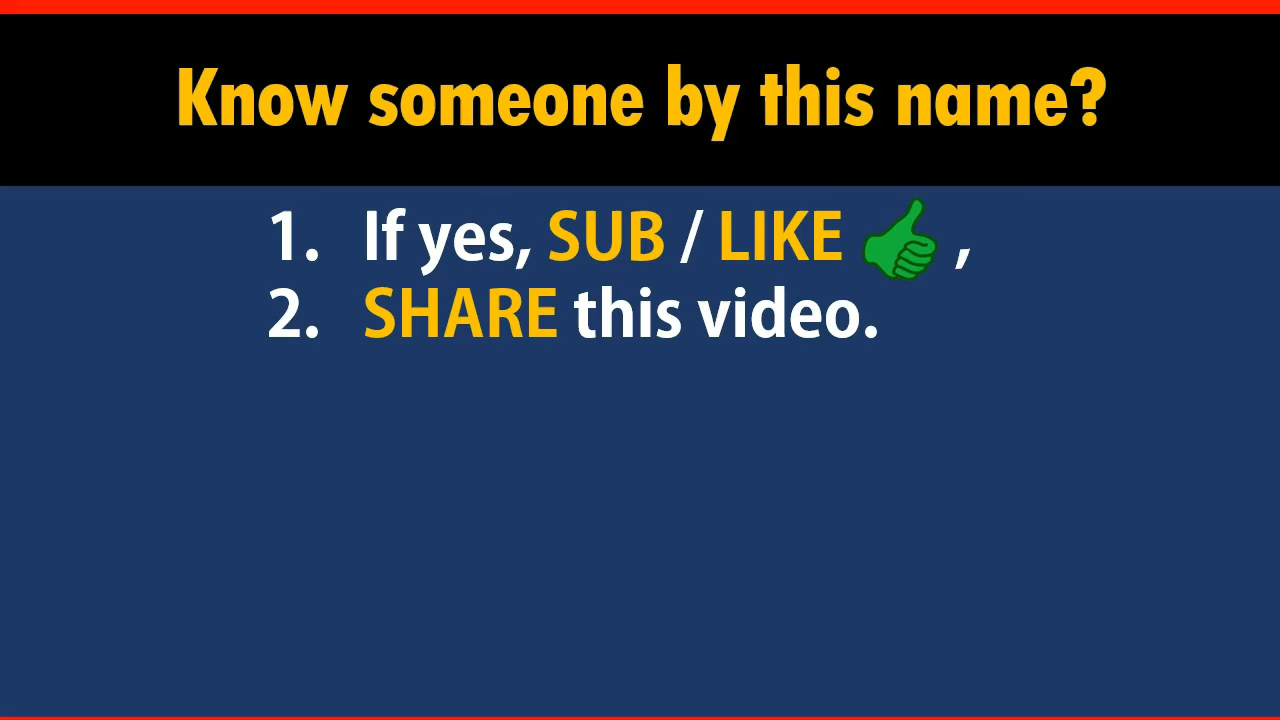 Know someone by this name?
1. If yes, SUB / LIKE ,
2. SHARE this video.